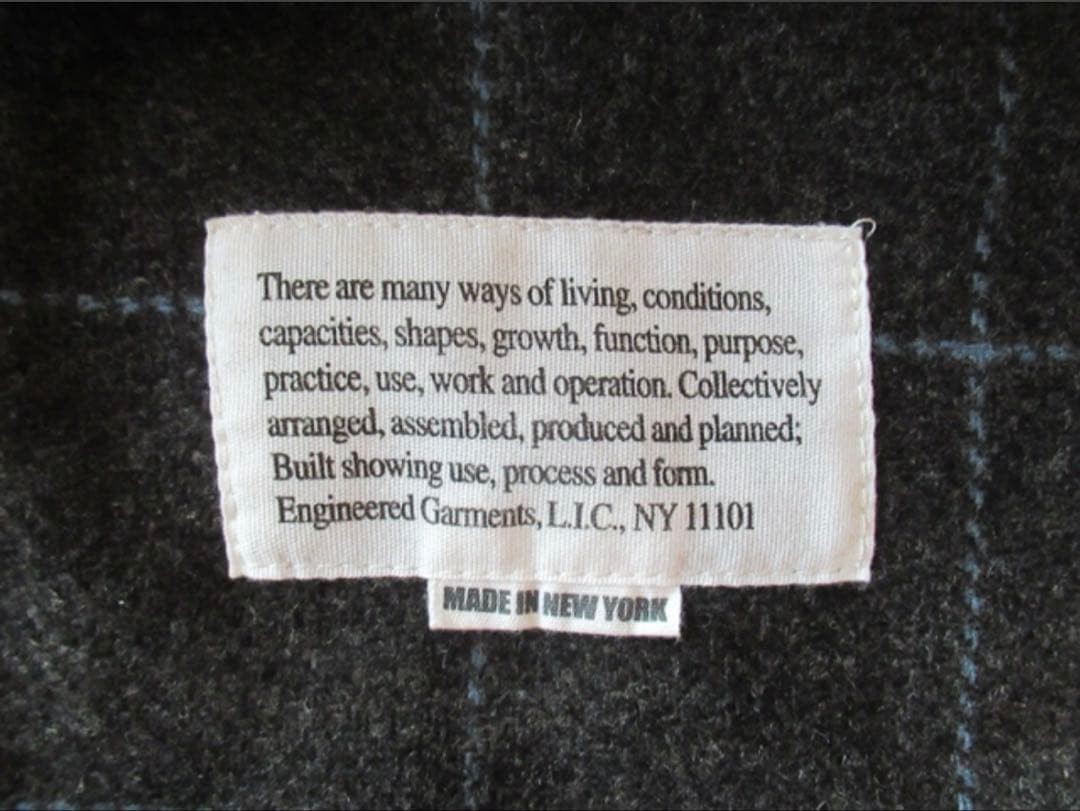 There are many ways of living, conditions,
capacities, shapes, growth, function, purpose,
practice, use, work and operation. Collectively
arranged, assembled, produced and planned;
Built showing use, process and form.
Engineered Garments, L.I.C., NY 11101
MADE IN NEW YORK